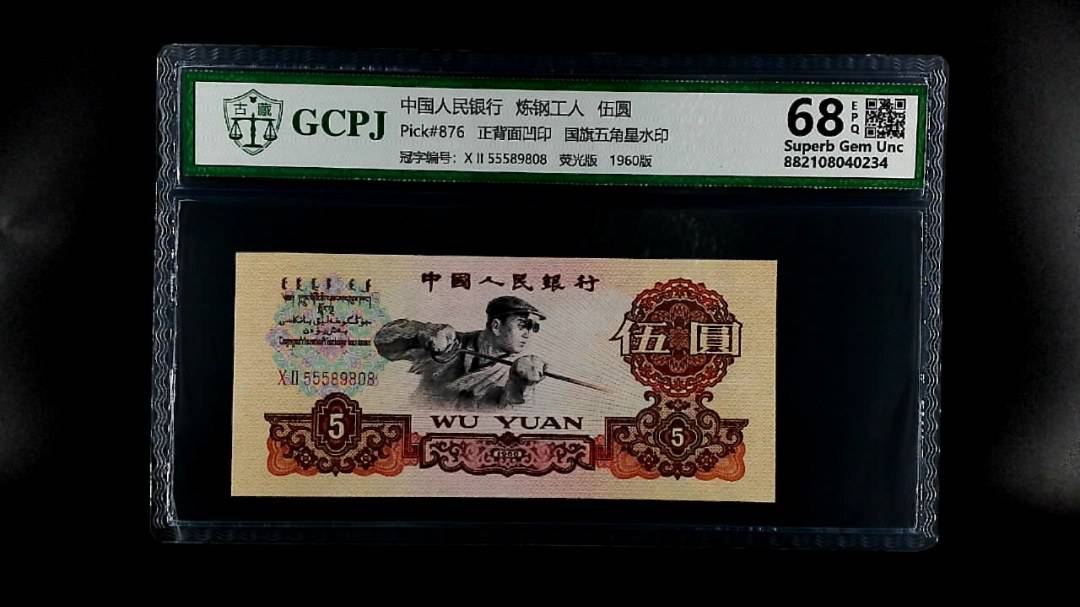 古藏
GCPJ
中国人民银行 炼钢工人 伍圆
Pick#876 正背面凹印 国旗五角星水印
冠字编号：X II 55589808 荧光版 1960版
68 EPQ
Superb Gem Unc
882108040234
中國人民銀行
伍圓
X II 55589808
WU YUAN
5
5
1960